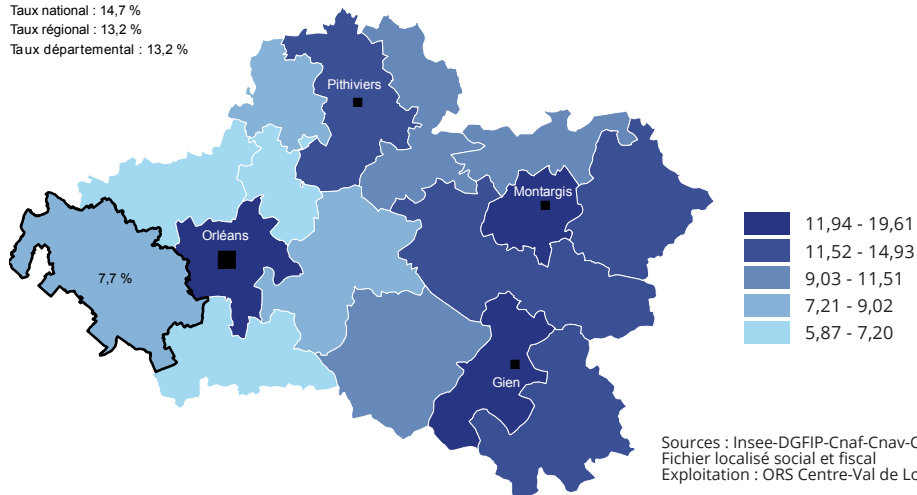 Taux national : 14,7 %
Taux régional : 13,2 %
Taux départemental : 13,2 %
Pithiviers
Montargis
Orléans
7,7 %
Gien
11,94 - 19,61
11,52 - 14,93
9,03 - 11,51
7,21 - 9,02
5,87 - 7,20
Sources : Insee-DGFIP-Cnaf-Cnav-C
Fichier localisé social et fiscal
Exploitation : ORS Centre-Val de Lo